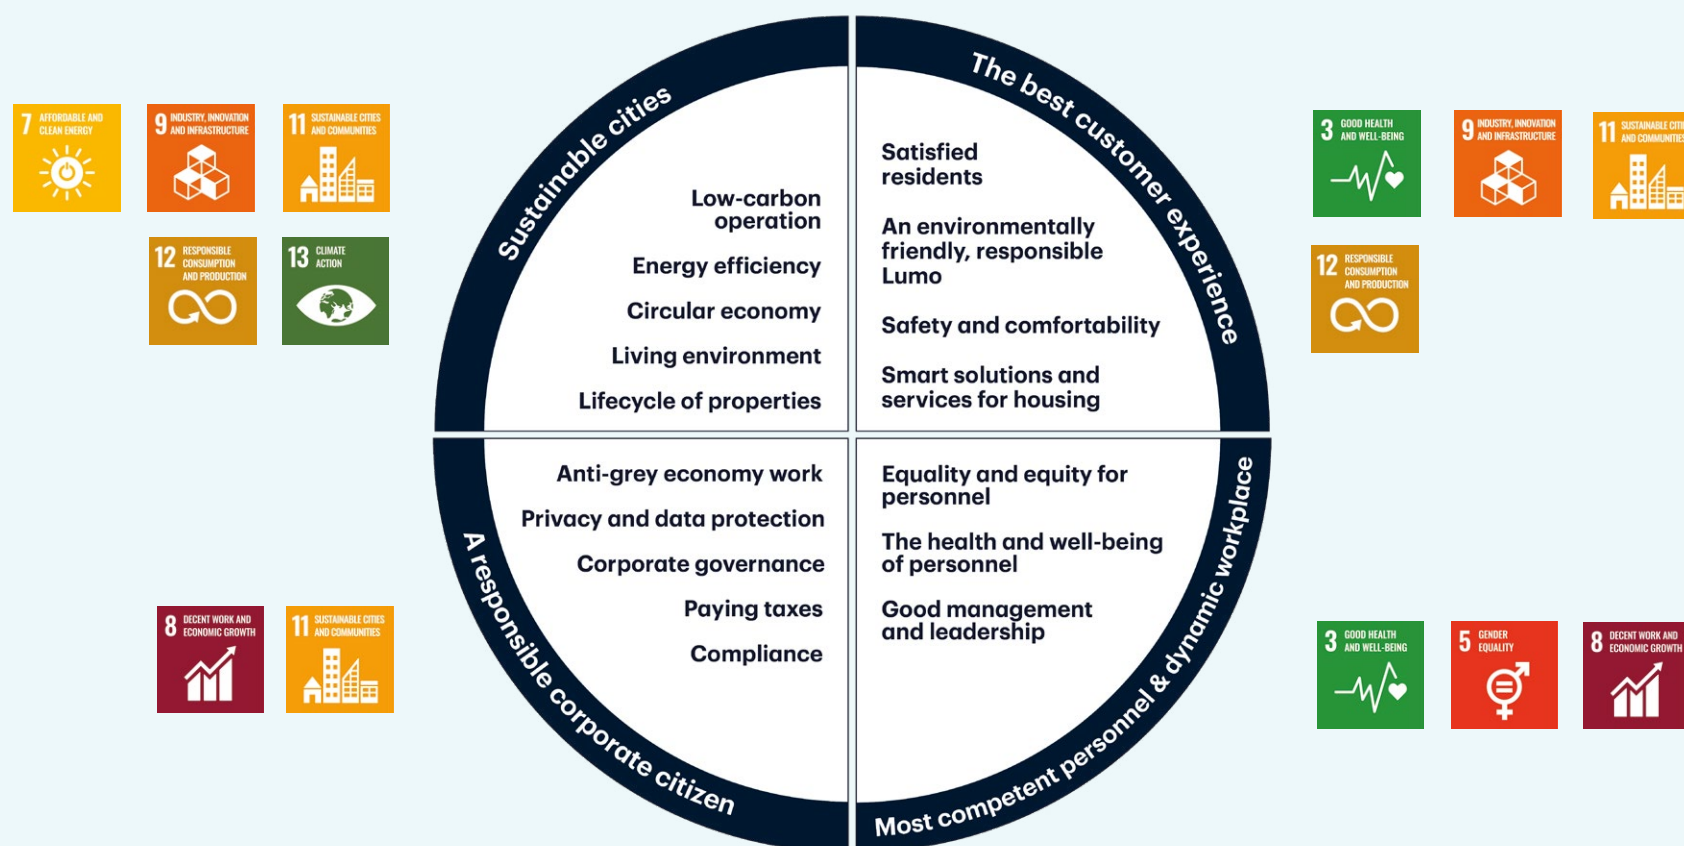 Sustainable cities
7 AFFORDABLE AND
CLEAN ENERGY
9 INDUSTRY, INNOVATION
AND INFRASTRUCTURE
11 SUSTAINABLE CITIES
AND COMMUNITIES
12 RESPONSIBLE
CONSUMPTION
AND PRODUCTION
13 CLIMATE
ACTION
Low-carbon
operation
Energy efficiency
Circular economy
Living environment
Lifecycle of properties
The best customer experience
Satisfied
residents
An environmentally
friendly, responsible
Lumo
Safety and comfortability
Smart solutions and
services for housing
3 GOOD HEALTH
AND WELL-BEING
9 INDUSTRY, INNOVATION
AND INFRASTRUCTURE
11 SUSTAINABLE CITIE
AND COMMUNITIES
12 RESPONSIBLE
CONSUMPTION
AND PRODUCTION
A responsible corporate citizen
8 DECENT WORK AND
ECONOMIC GROWTH
11 SUSTAINABLE CITIES
AND COMMUNITIES
Anti-grey economy work
Privacy and data protection
Corporate governance
Paying taxes
Compliance
Most competent personnel & dynamic workplace
Equality and equity for
personnel
The health and well-being
of personnel
Good management
and leadership
3 GOOD HEALTH
AND WELL-BEING
5 GENDER
EQUALITY
8 DECENT WORK AND
ECONOMIC GROWTH